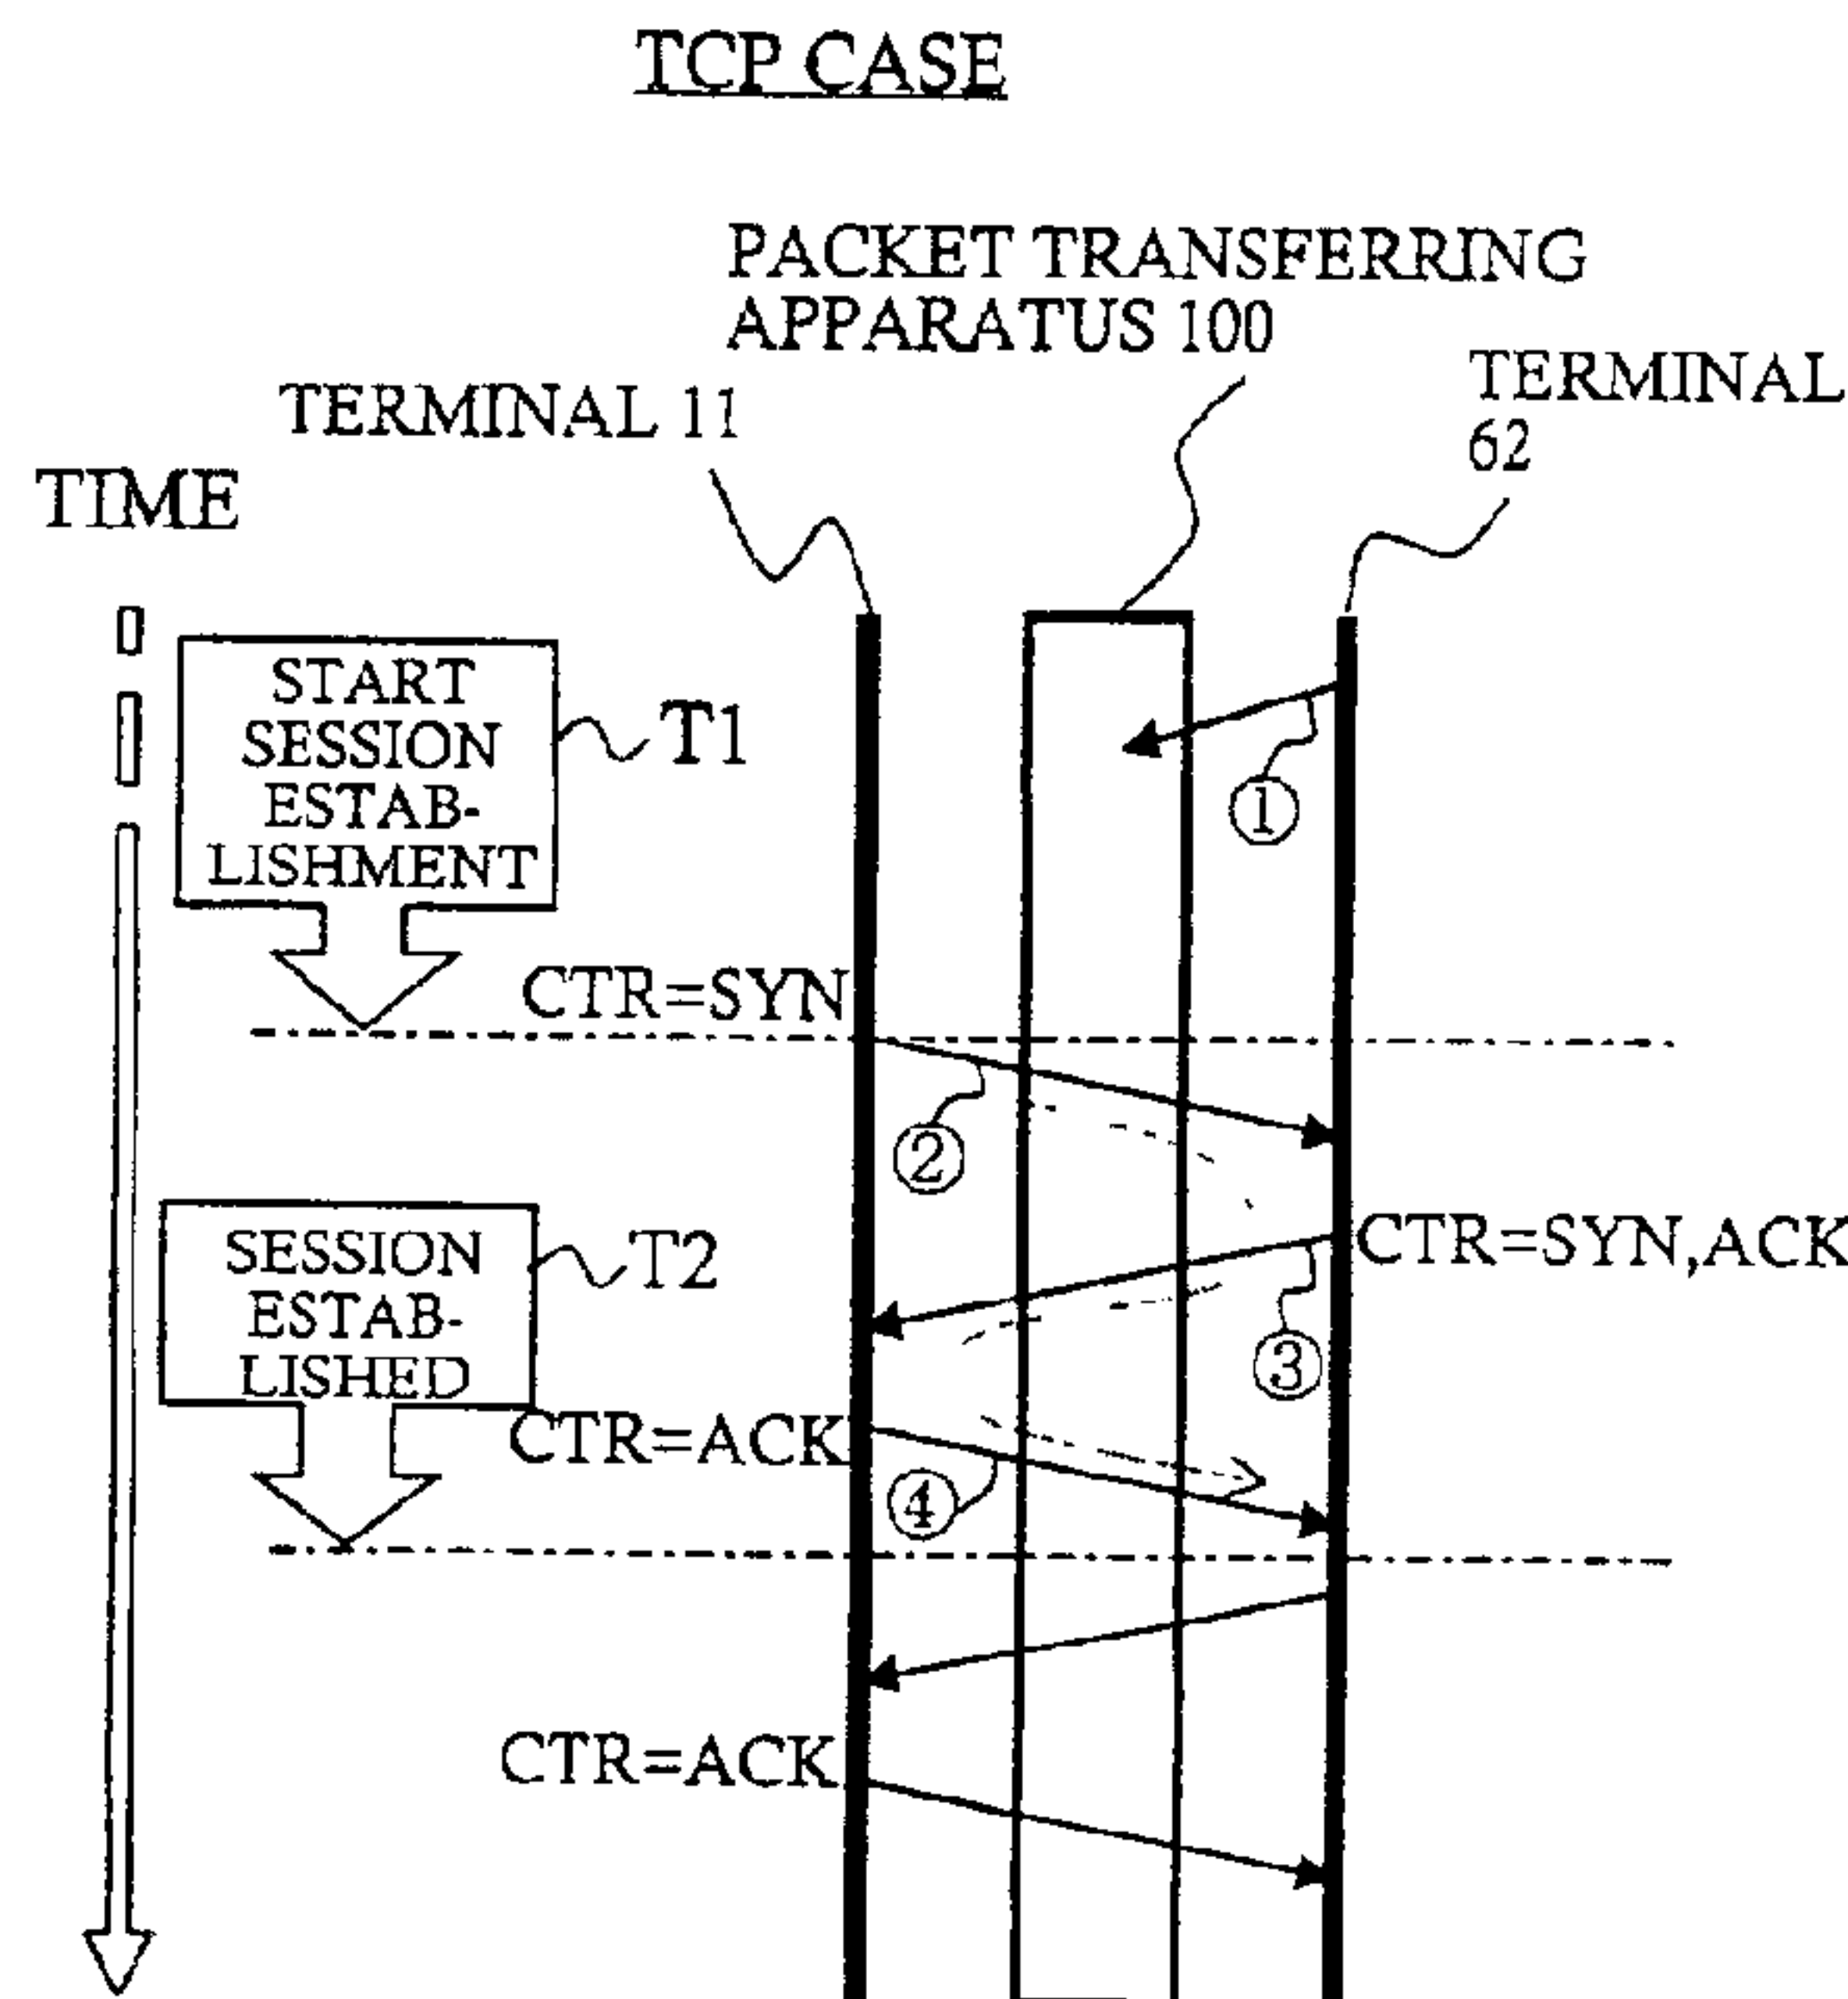 TCP CASE
PACKET TRANSFERRING
APPARATUS 100
TERMINAL 11
TERMINAL
62
TIME
START
SESSION
ESTAB-
LISHMENT
T1
①
CTR=SYN
②
SESSION
ESTAB-
LISHED
T2
CTR=SYN,ACK
③
CTR=ACK
④
CTR=ACK